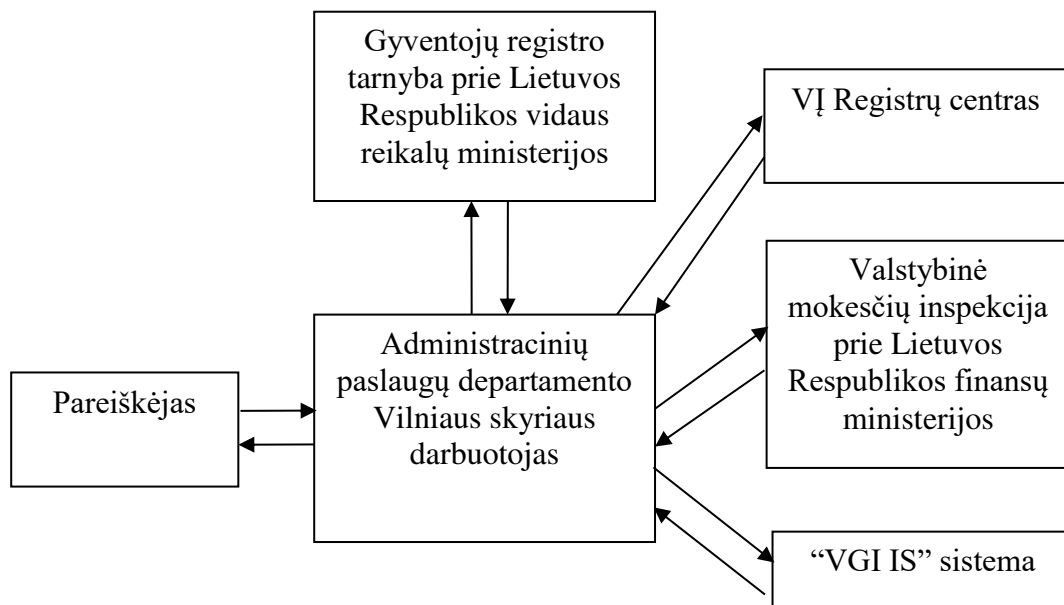 Gyventojų registro
tarnyba prie Lietuvos
Respublikos vidaus
reikalų ministerijos
VĮ Registrų centras
Valstybinė
mokesčių inspekcija
prie Lietuvos
Respublikos finansų
ministerijos
Administracinių
paslaugų departamento
Vilniaus skyriaus
darbuotojas
Pareiškėjas
“VGI IS” sistema